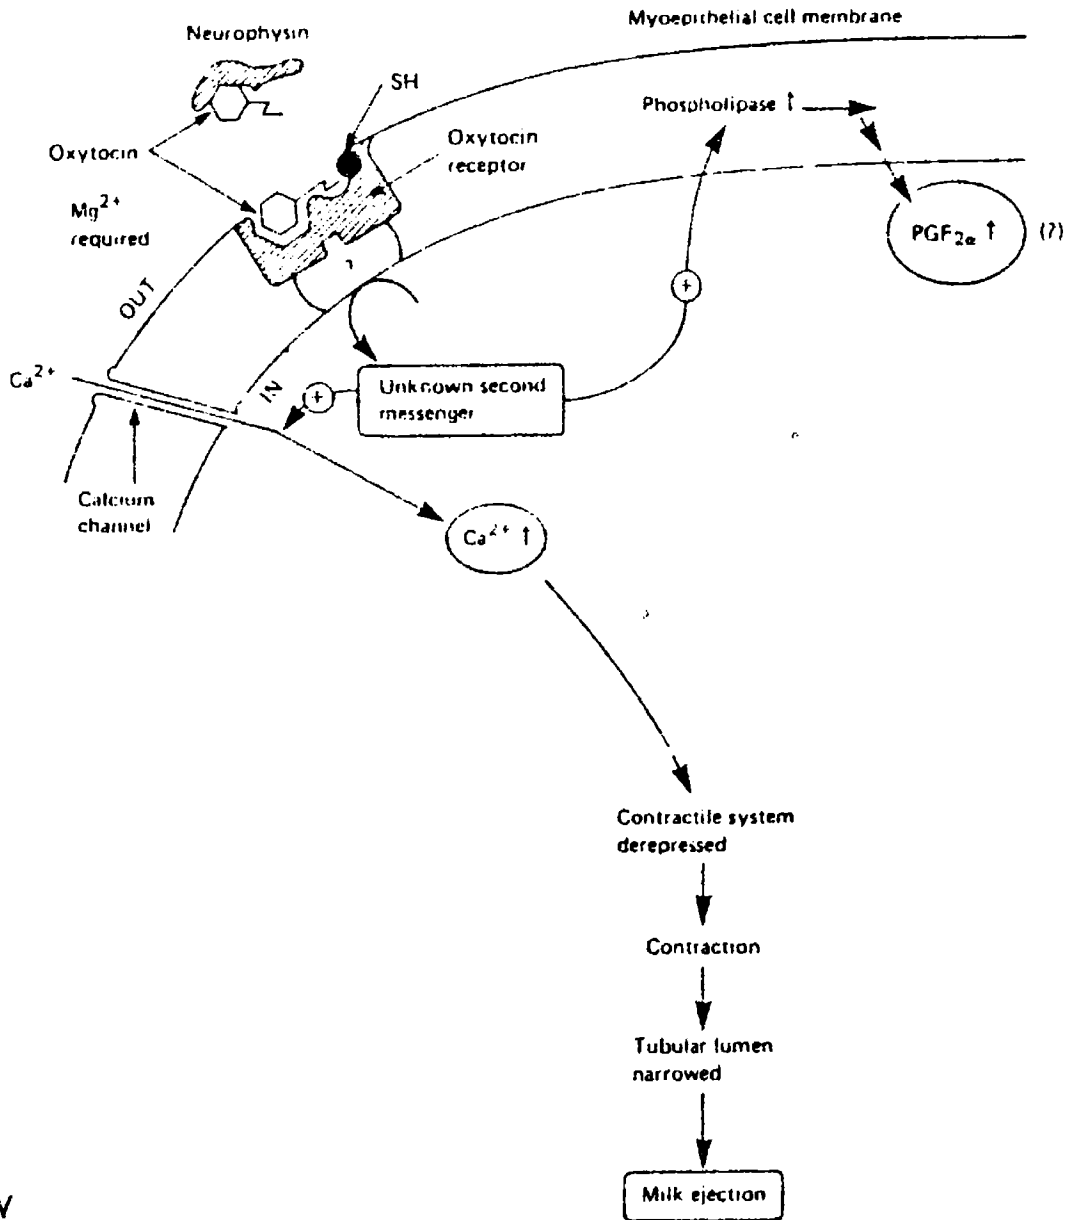 Myoepithelial cell membrane
Neurophysin
SH
Phospholipase ↑
Oxytocin
Oxytocin
receptor
Mg²⁺
required
PGF₂α ↑ (?)
?
OUT
+
Ca²⁺
IN
+
Unknown second
messenger
Calcium
channel
Ca²⁺ ↑
Contractile system
derepressed
Contraction
Tubular lumen
narrowed
Milk ejection